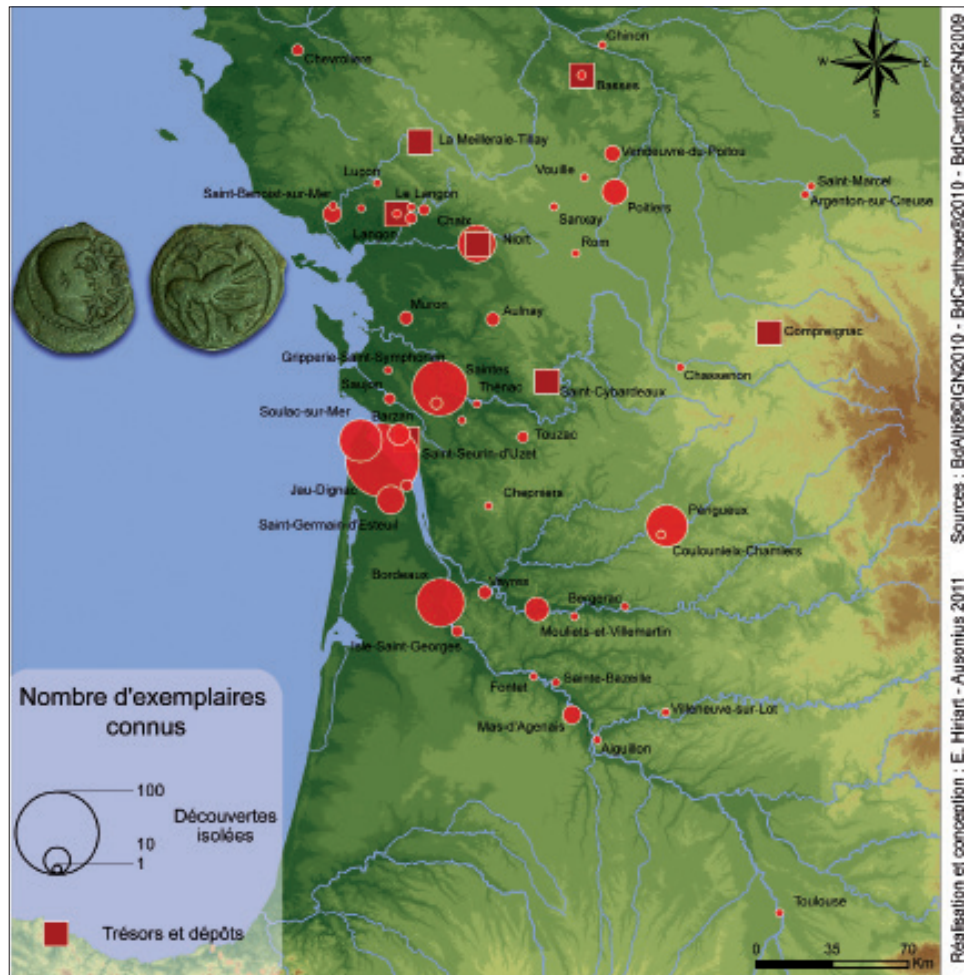 Chinon
Chevroliere
Basses
La Meilleraie-Tillay
Vendeuvre-du-Poitou
Vouille
Luçon
Saint-Marcel
Saint-Benoist-sur-Mer
Le Langon
Argenton-sur-Creuse
Poitiers
Chaix
Sanxay
Langon
Niort
Rom
Muron
Aulnay
Compreignac
Gripperie-Saint-Symphorien
Saintes
Chassenon
Saujon
Thénac
Saint-Cybardeaux
Soulac-sur-Mer
Barzan
Touzac
Saint-Seurin-d'Uzet
Jau-Dignac
Chepniers
Périgueux
Saint-Germain-d'Esteuil
Coulounieix-Chamiers
Bordeaux
Vayres
Bergerac
Mouliets-et-Villemartin
Isle-Saint-Georges
Fontet
Sainte-Bazeille
Villeneuve-sur-Lot
Mas-d'Agenais
Aiguillon
Toulouse
W E
S
Nombre d'exemplaires
connus
100
Découvertes
isolées
10
1
Trésors et dépôts
0 35 70
Km
Réalisation et conception : E. Hiriart - Ausonius 2011 Sources : BdAlti®©IGN2010 - BdCarthage®2010 - BdCarto®©IGN2009